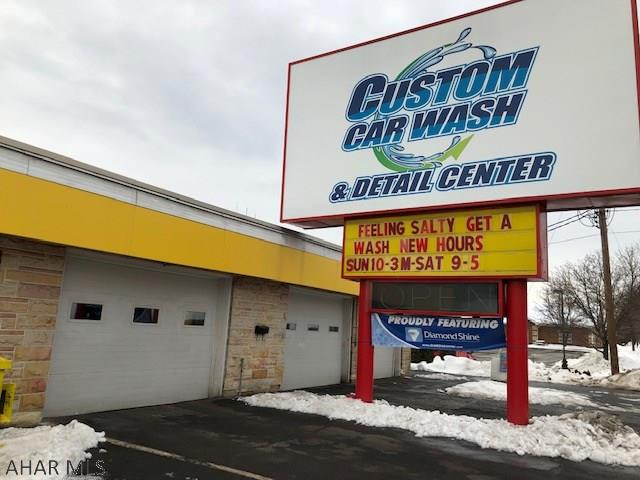 CUSTOM
CAR WASH
& DETAIL CENTER
FEELING SALTY GET A
WASH NEW HOURS
SUN10-3M-SAT 9-5
OPEN
PROUDLY FEATURING
Diamond Shine
AHAR MLS